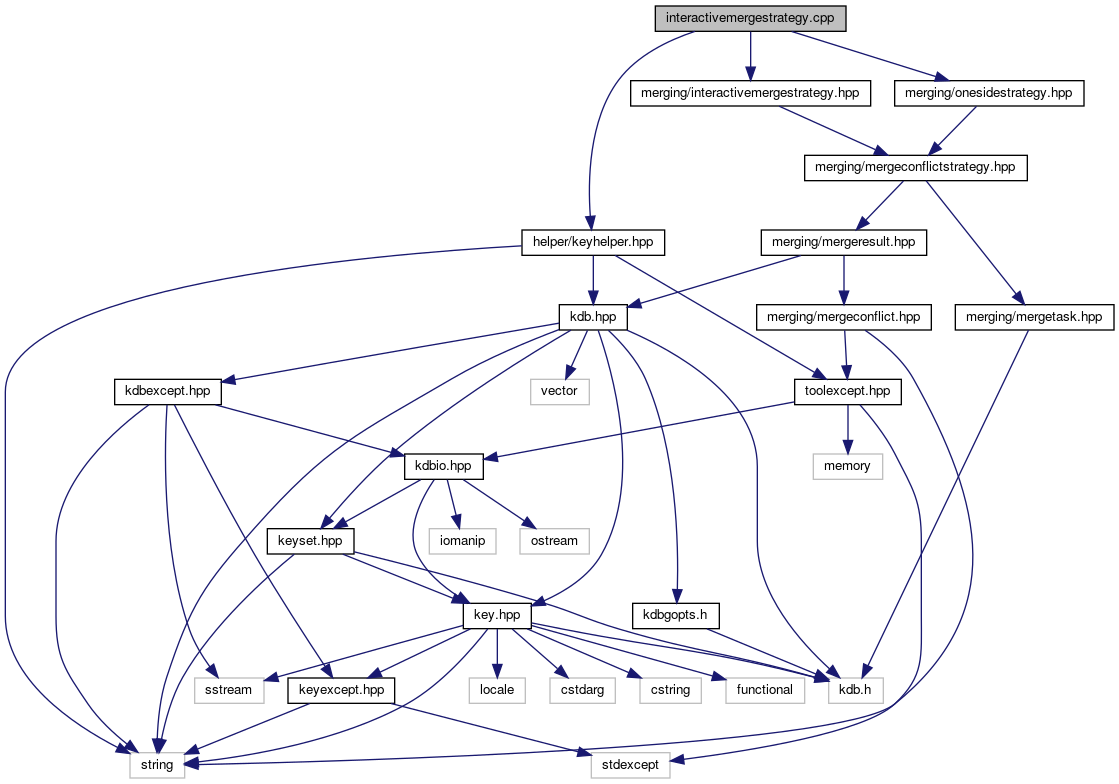 interactivemergestrategy.cpp
merging/interactivemergestrategy.hpp
merging/onesidestrategy.hpp
merging/mergeconflictstrategy.hpp
helper/keyhelper.hpp
merging/mergeresult.hpp
kdb.hpp
merging/mergeconflict.hpp
merging/mergetask.hpp
kdbexcept.hpp
vector
toolexcept.hpp
kdbio.hpp
memory
keyset.hpp
iomanip
ostream
key.hpp
kdbgopts.h
sstream
keyexcept.hpp
locale
cstdarg
cstring
functional
kdb.h
string
stdexcept